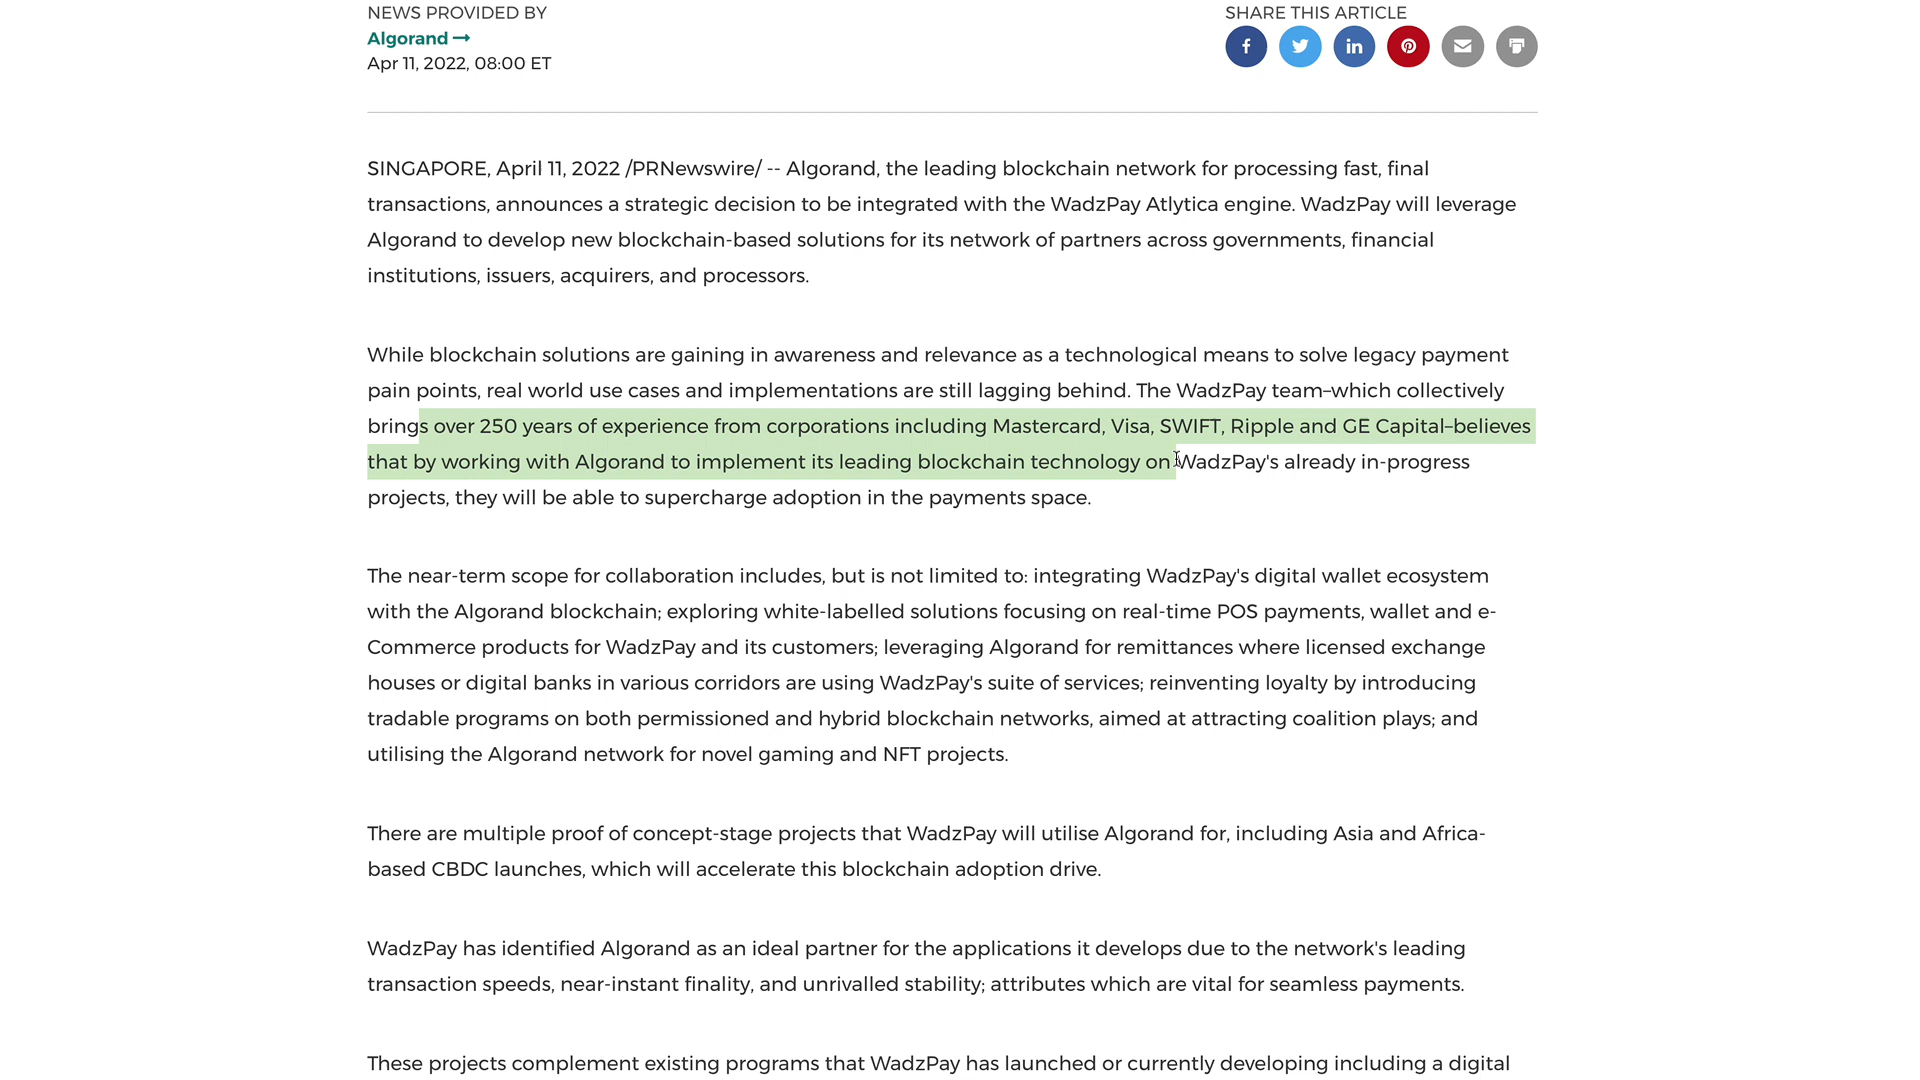 NEWS PROVIDED BY
Algorand
Apr 11, 2022, 08:00 ET
SHARE THIS ARTICLE
SINGAPORE, April 11, 2022 /PRNewswire/ -- Algorand, the leading blockchain network for processing fast, final
transactions, announces a strategic decision to be integrated with the WadzPay Atlytica engine. WadzPay will leverage
Algorand to develop new blockchain-based solutions for its network of partners across governments, financial
institutions, issuers, acquirers, and processors.
While blockchain solutions are gaining in awareness and relevance as a technological means to solve legacy payment
pain points, real world use cases and implementations are still lagging behind. The WadzPay team–which collectively
brings over 250 years of experience from corporations including Mastercard, Visa, SWIFT, Ripple and GE Capital–believes
that by working with Algorand to implement its leading blockchain technology on WadzPay's already in-progress
projects, they will be able to supercharge adoption in the payments space.
The near-term scope for collaboration includes, but is not limited to: integrating WadzPay's digital wallet ecosystem
with the Algorand blockchain; exploring white-labelled solutions focusing on real-time POS payments, wallet and e-
Commerce products for WadzPay and its customers; leveraging Algorand for remittances where licensed exchange
houses or digital banks in various corridors are using WadzPay's suite of services; reinventing loyalty by introducing
tradable programs on both permissioned and hybrid blockchain networks, aimed at attracting coalition plays; and
utilising the Algorand network for novel gaming and NFT projects.
There are multiple proof of concept-stage projects that WadzPay will utilise Algorand for, including Asia and Africa-
based CBDC launches, which will accelerate this blockchain adoption drive.
WadzPay has identified Algorand as an ideal partner for the applications it develops due to the network's leading
transaction speeds, near-instant finality, and unrivalled stability; attributes which are vital for seamless payments.
These projects complement existing programs that WadzPay has launched or currently developing including a digital